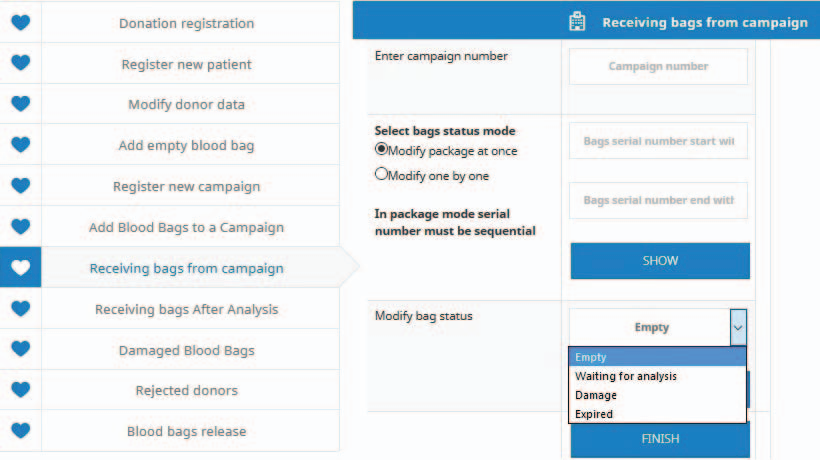 Donation registration
Register new patient
Modify donor data
Add empty blood bag
Register new campaign
Add Blood Bags to a Campaign
Receiving bags from campaign
Receiving bags After Analysis
Damaged Blood Bags
Rejected donors
Blood bags release
Receiving bags from campaign
Enter campaign number
Campaign number
Select bags status mode
Modify package at once
Modify one by one
In package mode serial
number must be sequential
Bags serial number start wi
Bags serial number end with
SHOW
Modify bag status
Empty
Empty
Waiting for analysis
Damage
Expired
FINISH